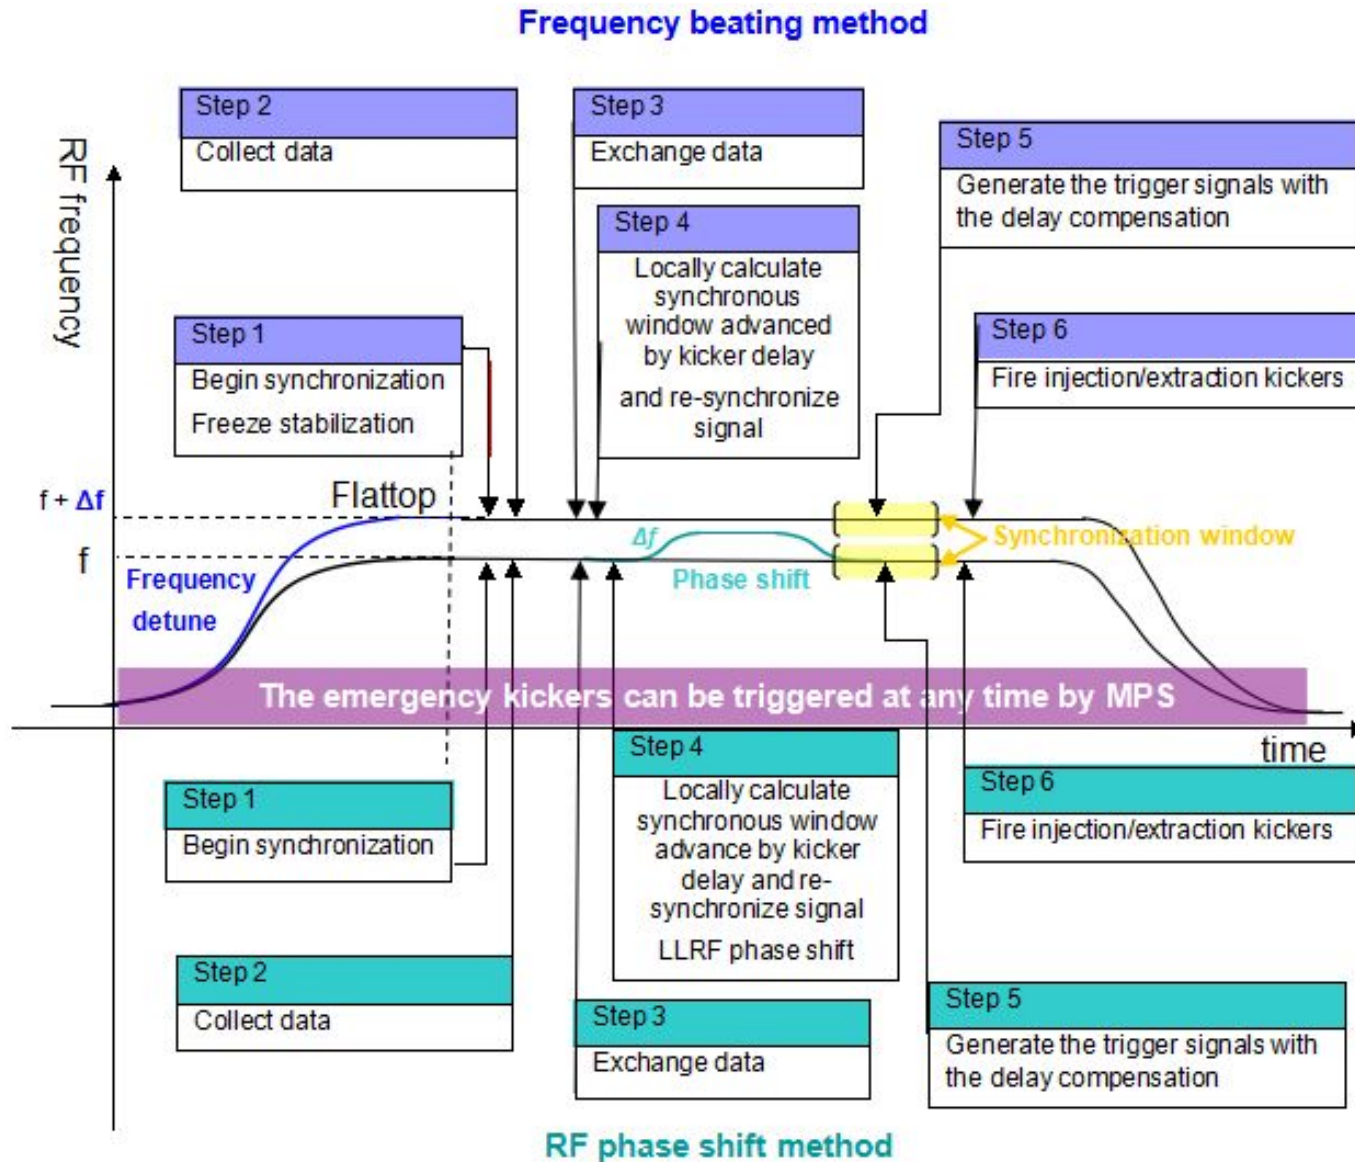 Frequency beating method
Step 2
Collect data
Step 3
Exchange data
Step 5
Generate the trigger signals with
the delay compensation
RF frequency
Step 4
Locally calculate
synchronous
window advanced
by kicker delay
and re-synchronize
signal
Step 1
Begin synchronization
Freeze stabilization
Step 6
Fire injection/extraction kickers
f + Δf
Flattop
f
Δf
Synchronization window
Frequency
detune
Phase shift
The emergency kickers can be triggered at any time by MPS
time
Step 4
Locally calculate
synchronous window
advance by kicker
delay and re-
synchronize signal
LLRF phase shift
Step 1
Begin synchronization
Step 6
Fire injection/extraction kickers
Step 2
Collect data
Step 3
Exchange data
Step 5
Generate the trigger signals with
the delay compensation
RF phase shift method